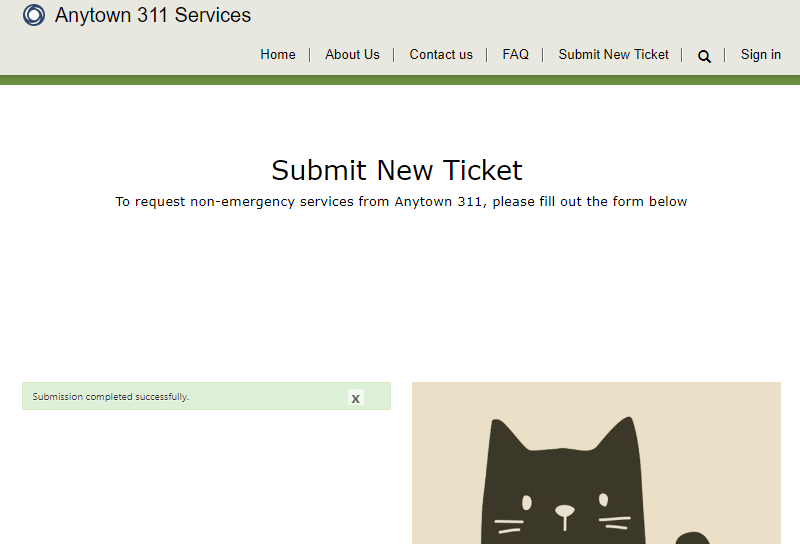 Anytown 311 Services
Home | About Us | Contact us | FAQ | Submit New Ticket | | Sign in
Submit New Ticket
To request non-emergency services from Anytown 311, please fill out the form below
Submission completed successfully. x